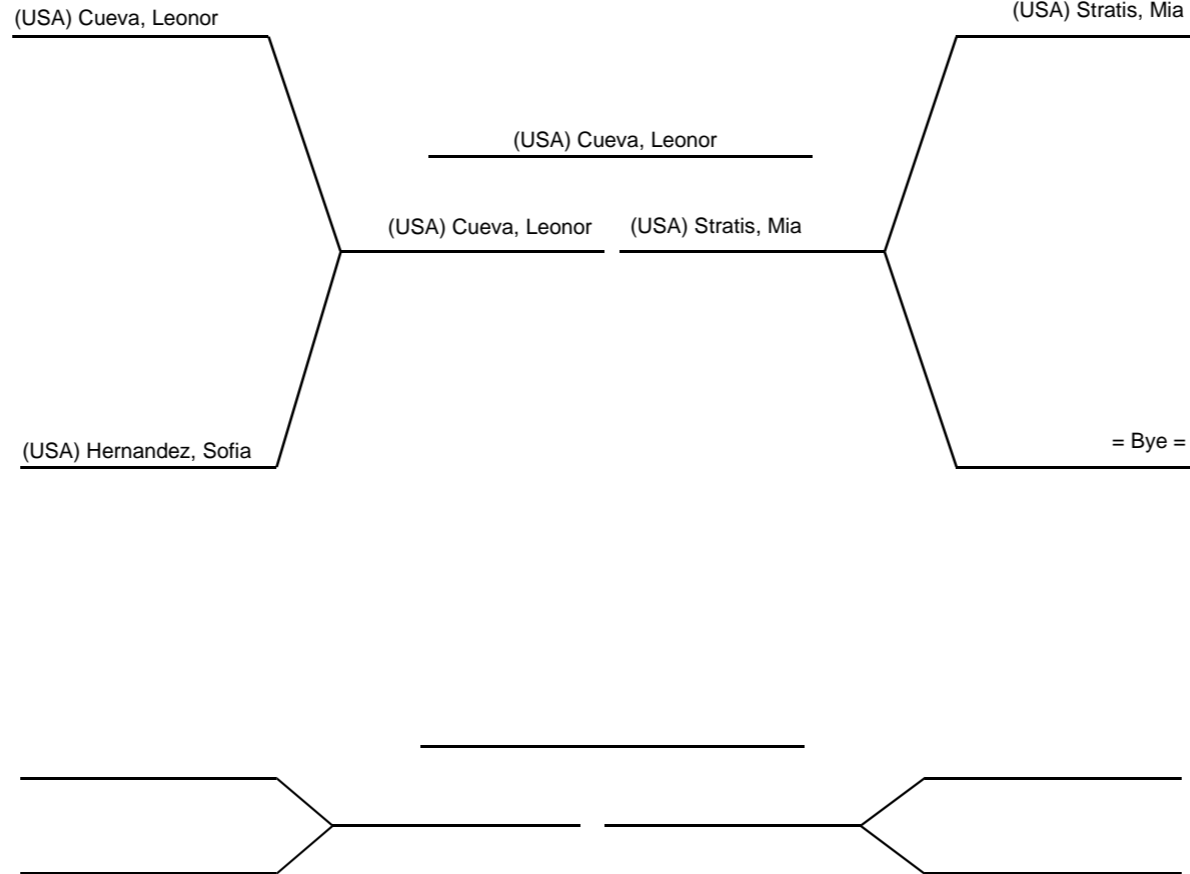 (USA) Cueva, Leonor
(USA) Stratis, Mia
(USA) Cueva, Leonor
(USA) Cueva, Leonor
(USA) Stratis, Mia
(USA) Hernandez, Sofia
= Bye =